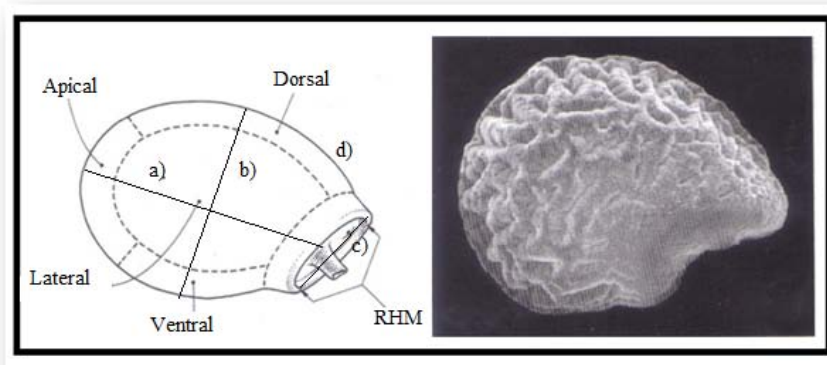 Apical
Dorsal
a)
b)
d)
c)
Lateral
Ventral
RHM